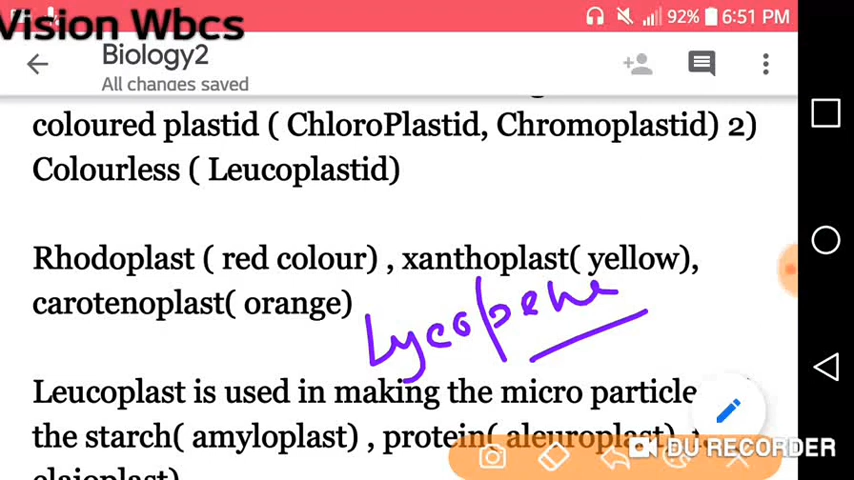 Vision Wbcs
92% 6:51 PM
Biology2
All changes saved
coloured plastid ( ChloroPlastid, Chromoplastid) 2)
Colourless ( Leucoplastid)
Rhodoplast ( red colour) , xanthoplast( yellow),
carotenoplast( orange)
Lycopene
Leucoplast is used in making the micro particle
the starch( amyloplast) , protein( aleuroplast),
DU RECORDER
elaioplast)